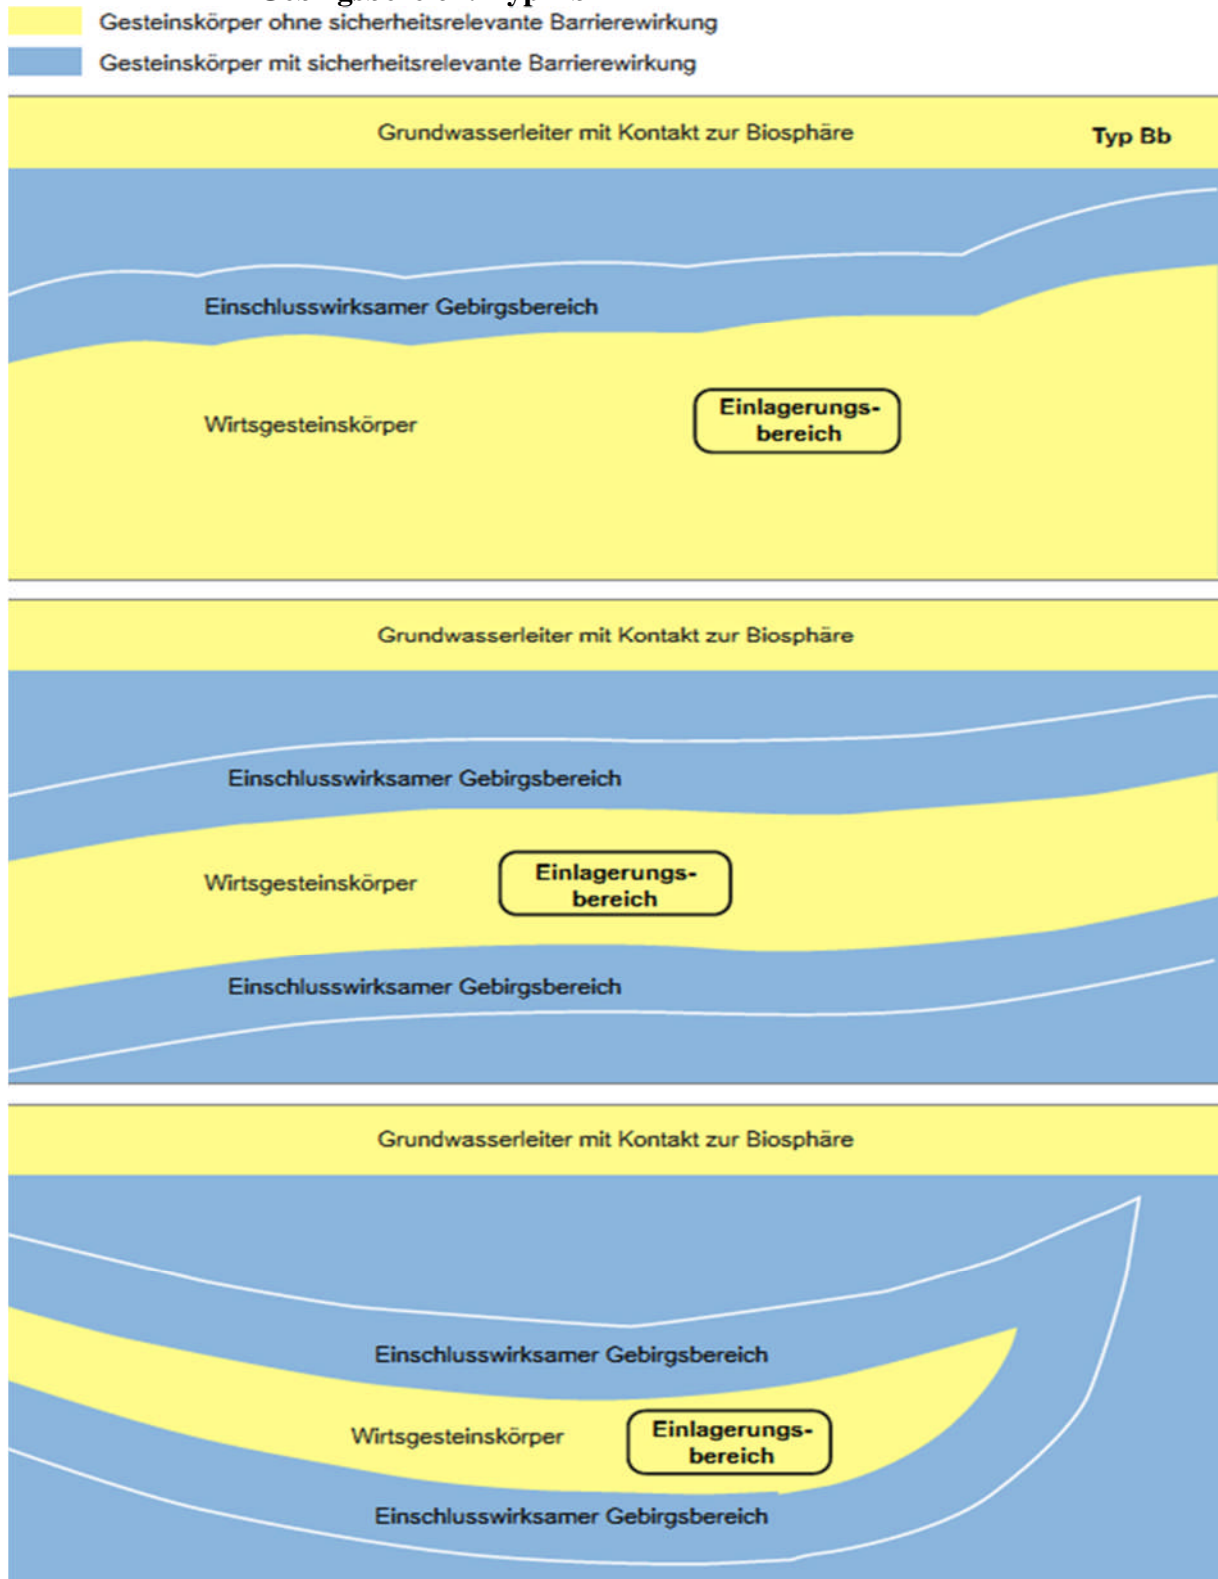 Gesteinskörper ohne sicherheitsrelevante Barrierewirkung
Gesteinskörper mit sicherheitsrelevante Barrierewirkung
Grundwasserleiter mit Kontakt zur Biosphäre
Typ Bb
Einschlusswirksamer Gebirgsbereich
Wirtsgesteinskörper
Einlagerungs-
bereich
Grundwasserleiter mit Kontakt zur Biosphäre
Einschlusswirksamer Gebirgsbereich
Wirtsgesteinskörper
Einlagerungs-
bereich
Einschlusswirksamer Gebirgsbereich
Grundwasserleiter mit Kontakt zur Biosphäre
Einschlusswirksamer Gebirgsbereich
Wirtsgesteinskörper
Einlagerungs-
bereich
Einschlusswirksamer Gebirgsbereich